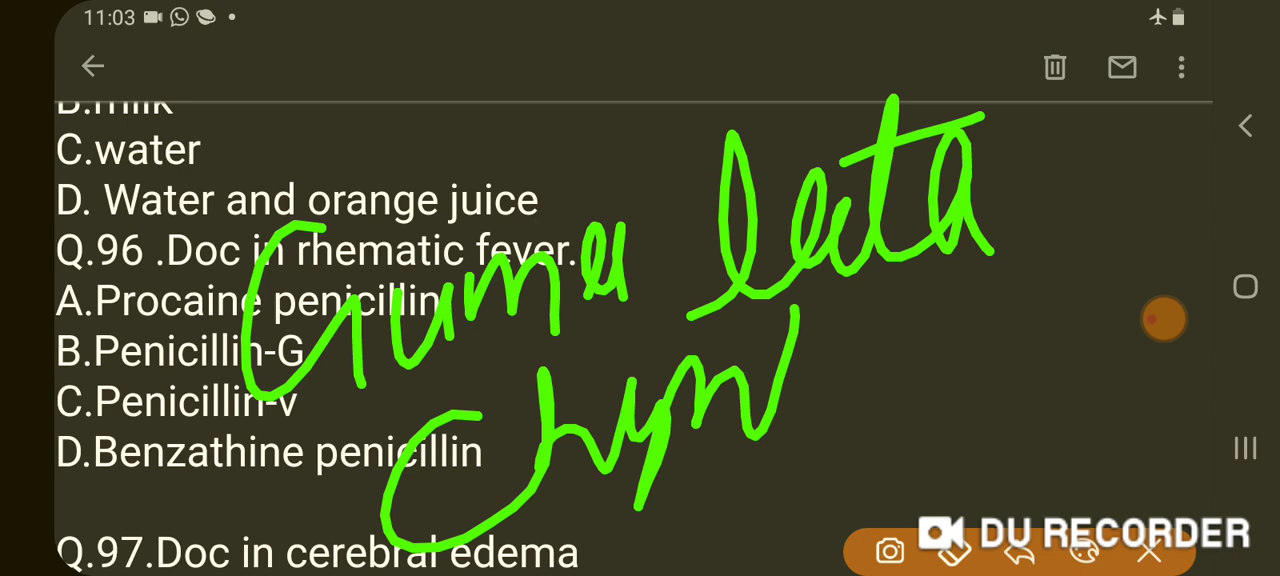 11:03
B.milk
C.water
D. Water and orange juice
Q.96 .Doc in rhematic fever.
A.Procaine penicillin
B.Penicillin-G
C.Penicillin-v
D.Benzathine penicillin
Q.97.Doc in cerebral edema
DU RECORDER